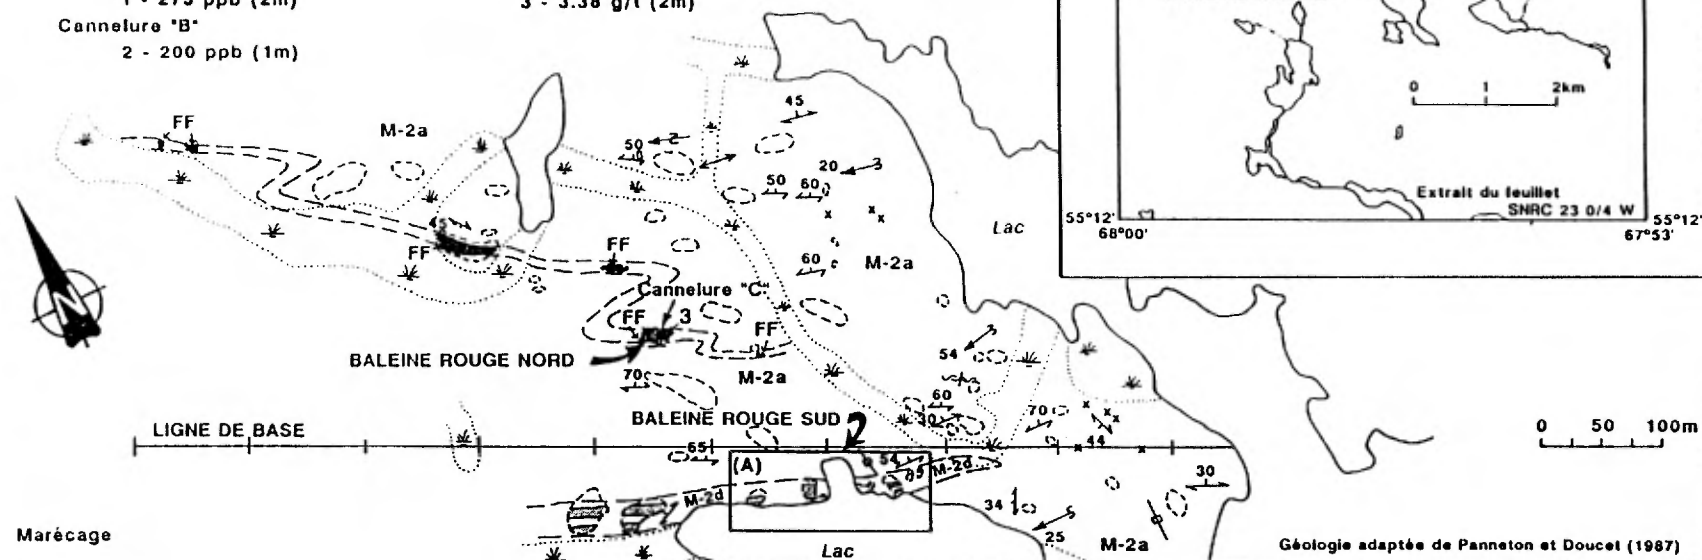 1 - 275 ppb (2m)
3 - 3.38 g/t (2m)
Cannelure "B"
2 - 200 ppb (1m)
0 1 2km
Extrait du feuillet
SNRC 23 0/4 W
55°12'
55°12'
68°00'
67°53'
FF
M-2a
50
45
20
50
60
Lac
45
FF
FF
60
M-2a
Cannelure "C"
FF
3
FF
BALEINE ROUGE NORD
54
70
M-2a
60
BALEINE ROUGE SUD
30
70
LIGNE DE BASE
44
0 50 100m
65
(A)
54
M-2d
30
M-2d
34
25
Marécage
Lac
M-2a
Géologie adaptée de Panneton et Doucet (1987)
N